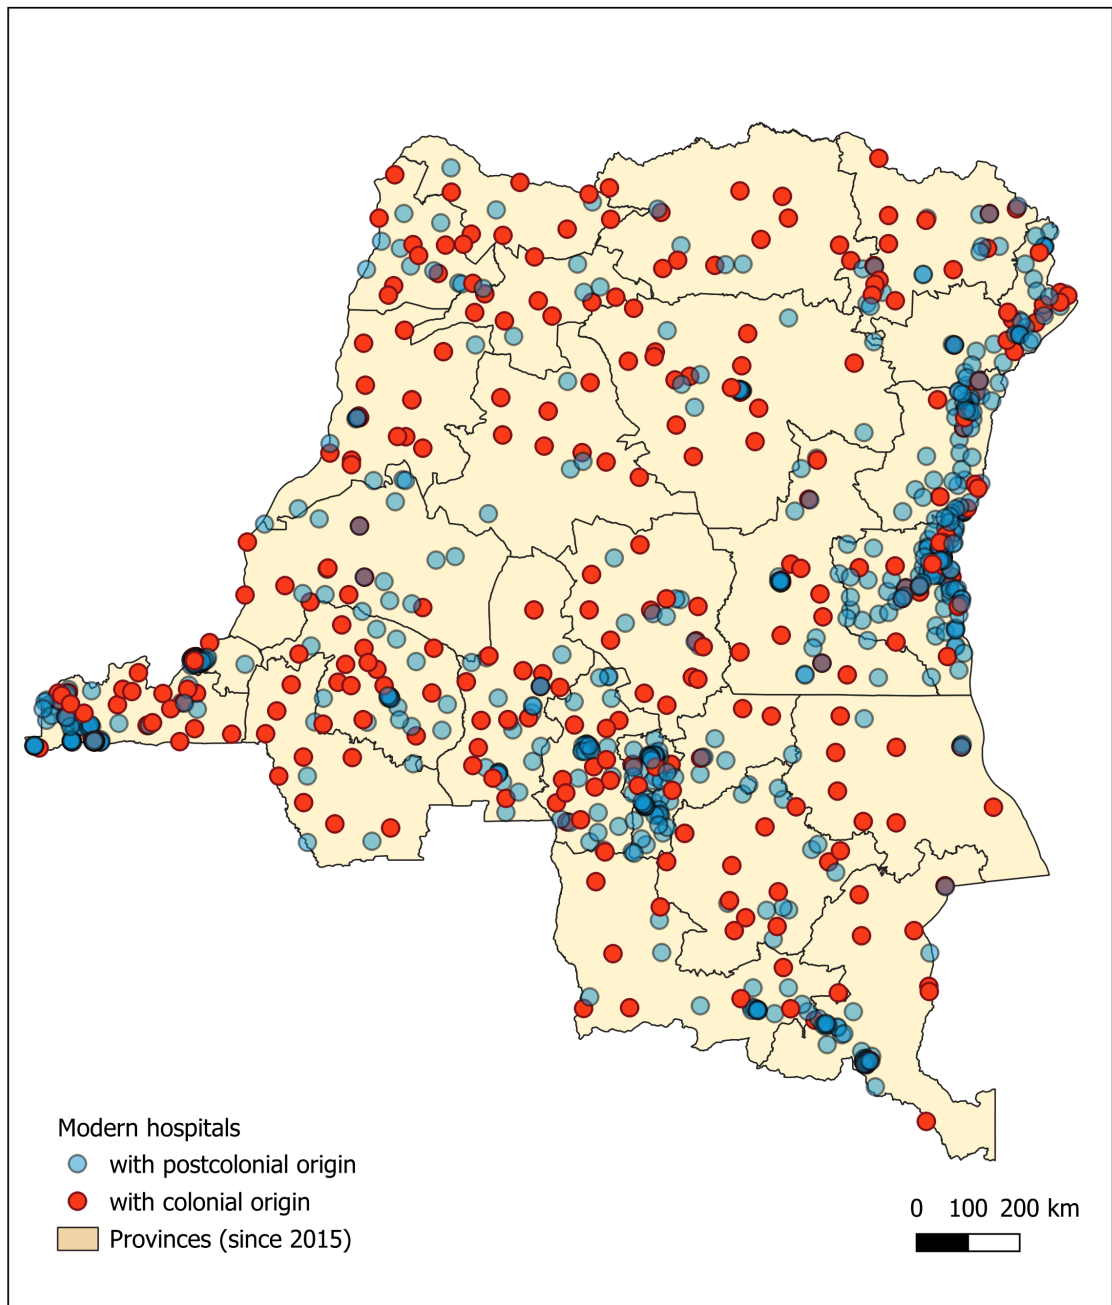 Modern hospitals
with postcolonial origin
with colonial origin
Provinces (since 2015)
0 100 200 km